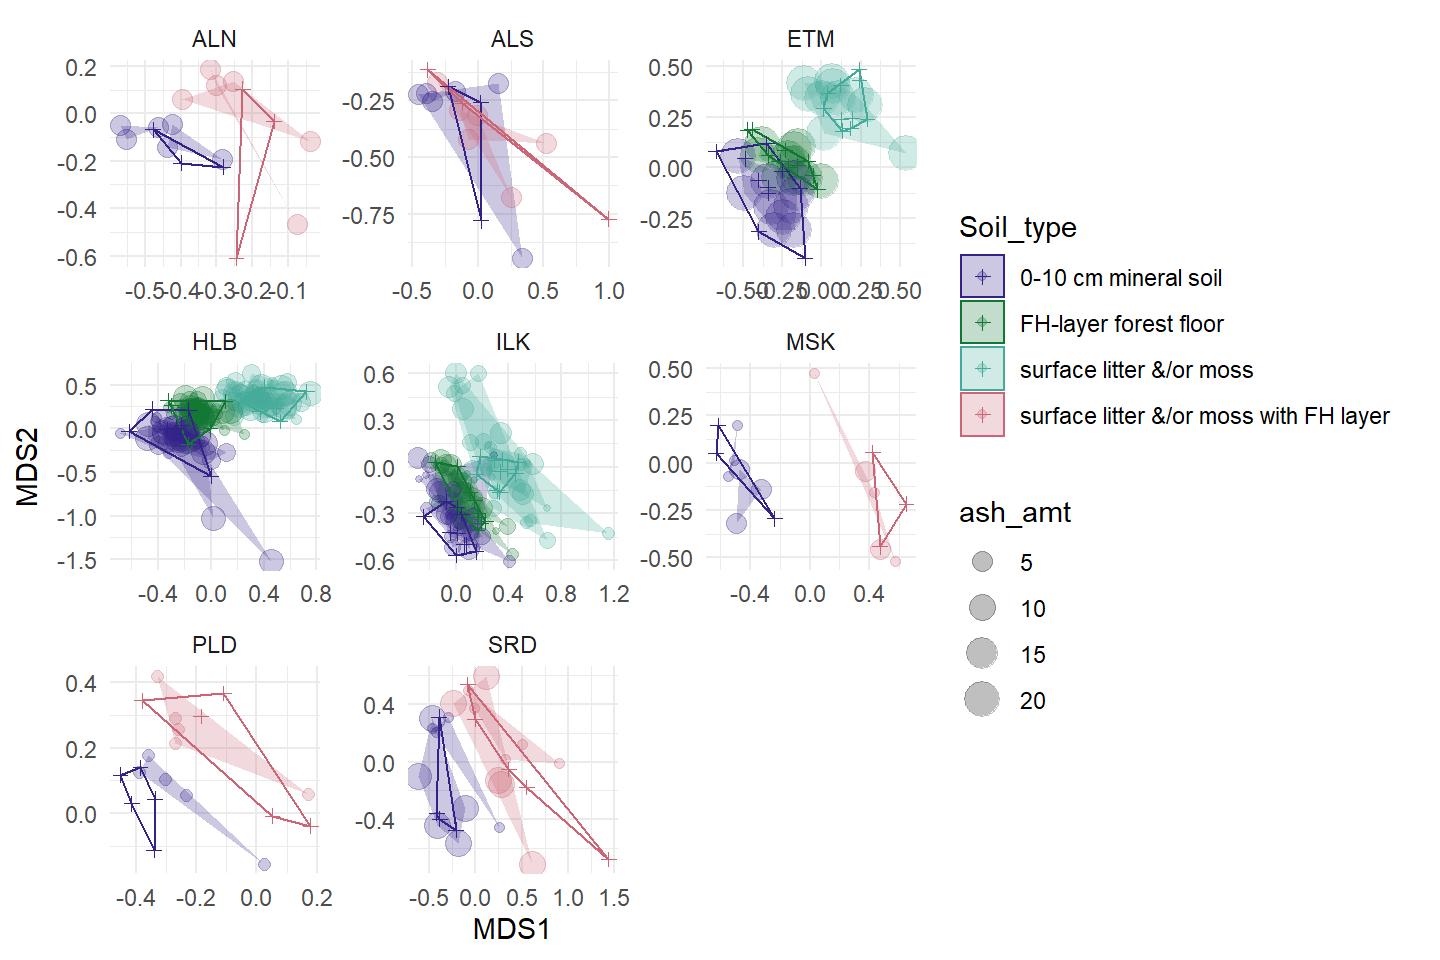 ALN ALS ETM
0.2 0.0 -0.2 -0.4 -0.6
-0.25 -0.50 -0.75
0.50 0.25 0.00 -0.25
-0.5 -0.4 -0.3 -0.2 -0.1
-0.5 0.0 0.5 1.0
-0.50 -0.25 0.00 0.25 0.50
HLB ILK MSK
0.5 0.0 -0.5 -1.0 -1.5
0.6 0.3 0.0 -0.3 -0.6
0.50 0.25 0.00 -0.25 -0.50
-0.4 0.0 0.4 0.8
0.0 0.4 0.8 1.2
-0.4 0.0 0.4
PLD SRD
0.4 0.2 0.0
0.4 0.0 -0.4
-0.4 -0.2 0.0 0.2
-0.5 0.0 0.5 1.0 1.5
MDS2
MDS1
Soil_type
0-10 cm mineral soil
FH-layer forest floor
surface litter &/or moss
surface litter &/or moss with FH layer
ash_amt
5
10
15
20